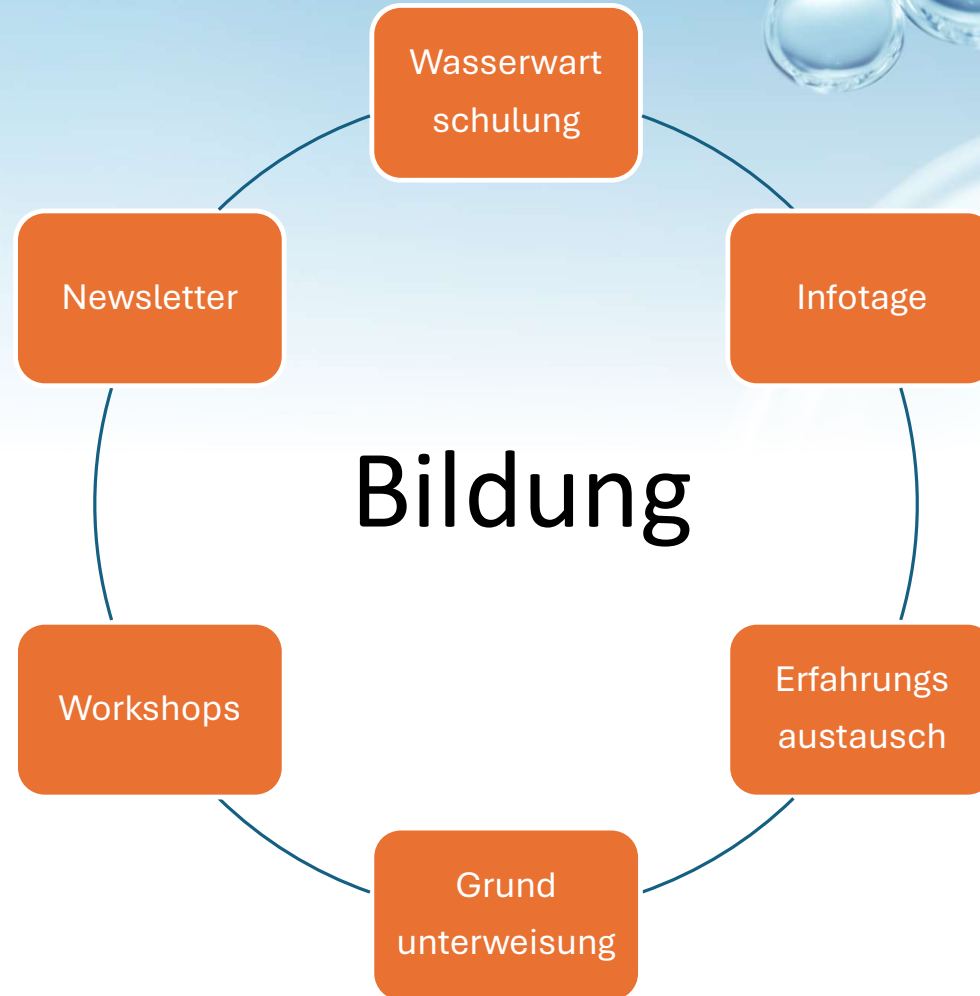 Wasserwart
schulung
Newsletter
Infotage
Bildung
Workshops
Erfahrungs
austausch
Grund
unterweisung